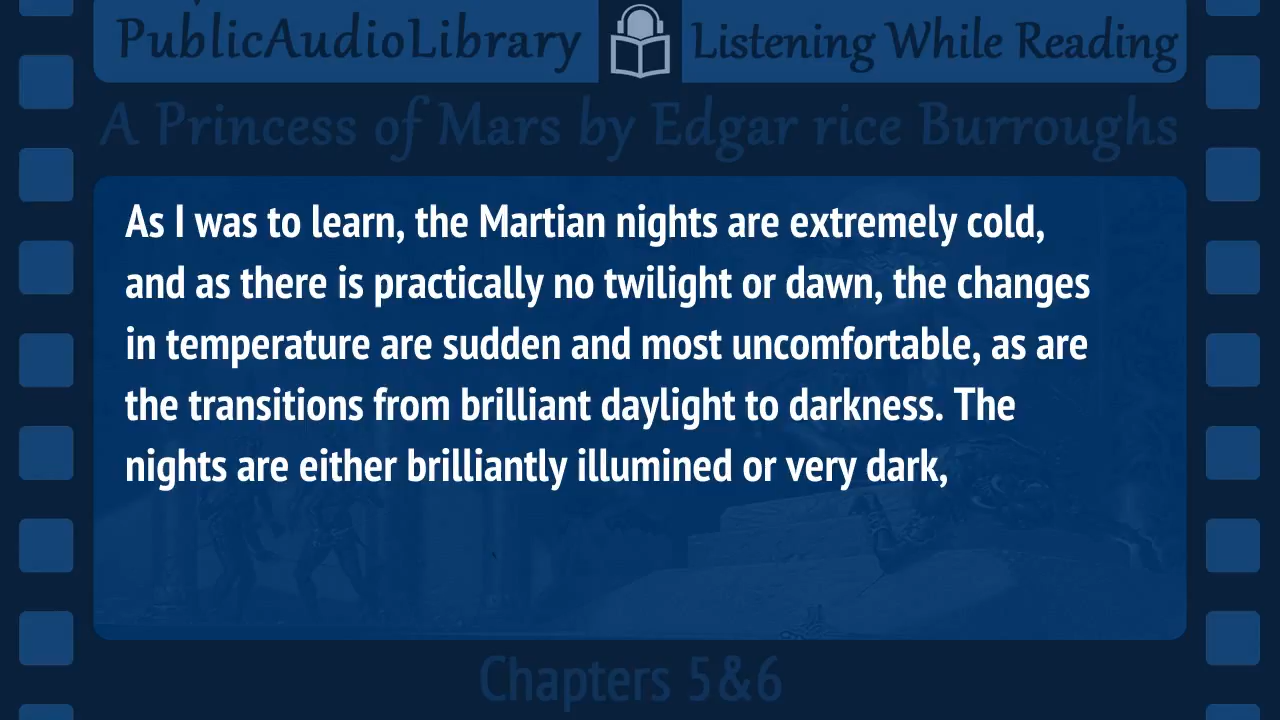 PublicAudioLibrary Listening While Reading
A Princess of Mars by Edgar rice Burroughs
As I was to learn, the Martian nights are extremely cold,
and as there is practically no twilight or dawn, the changes
in temperature are sudden and most uncomfortable, as are
the transitions from brilliant daylight to darkness. The
nights are either brilliantly illumined or very dark,
Chapters 5&6